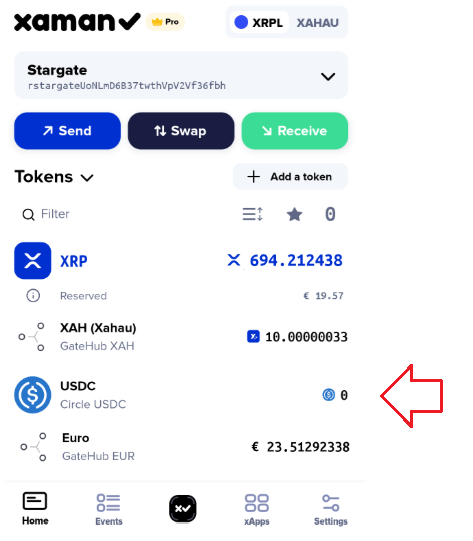 xaman Pro XRPL XAHAU
Stargate
rstargateUoNLmD6B37twthVpV2Vf36fbh
Send Swap Receive
Tokens Add a token
Filter 0
XRP 694.212438
Reserved € 19.57
XAH (Xahau) 10.00000033
GateHub XAH
USDC 0
Circle USDC
Euro € 23.51292338
GateHub EUR
Home Events xApps Settings